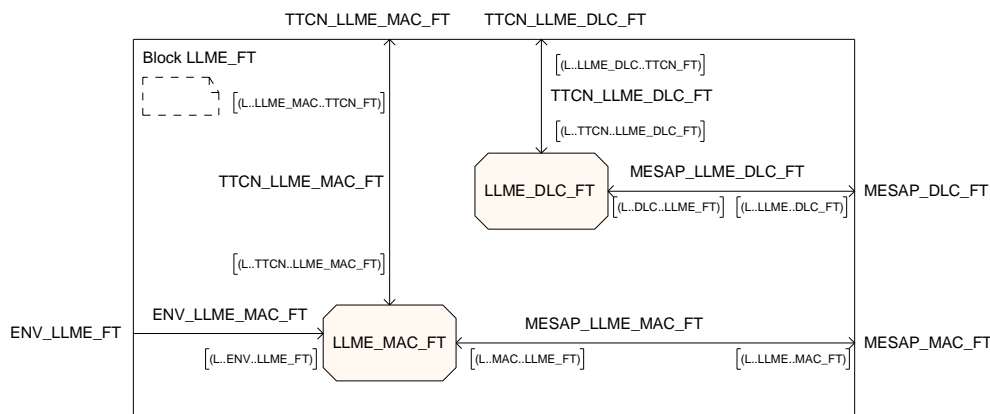 TTCN_LLME_MAC_FT TTCN_LLME_DLC_FT
Block LLME_FT
[(L..LLME_DLC..TTCN_FT)]
[(L..LLME_MAC..TTCN_FT)]
TTCN_LLME_DLC_FT
[(L..TTCN..LLME_DLC_FT)]
TTCN_LLME_MAC_FT
LLME_DLC_FT
MESAP_LLME_DLC_FT
MESAP_DLC_FT
[(L..DLC..LLME_FT)] [(L..LLME..DLC_FT)]
[(L..TTCN..LLME_MAC_FT)]
ENV_LLME_FT
ENV_LLME_MAC_FT
[(L..ENV..LLME_FT)]
LLME_MAC_FT
MESAP_LLME_MAC_FT
MESAP_MAC_FT
[(L..MAC..LLME_FT)] [(L..LLME..MAC_FT)]